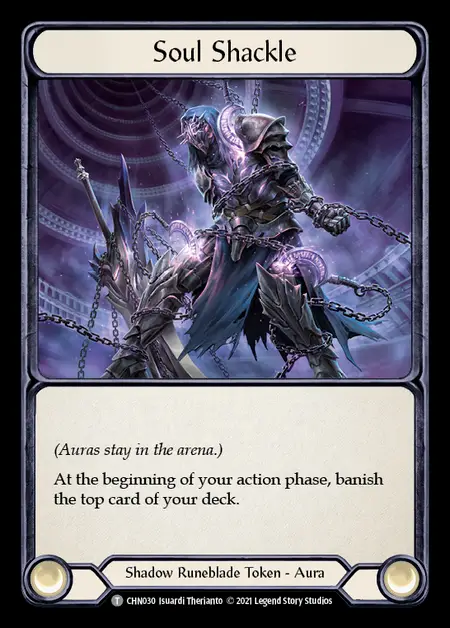 Soul Shackle
(Auras stay in the arena.)
At the beginning of your action phase, banish
the top card of your deck.
Shadow Runeblade Token - Aura
T CHN030 Isuardi Therianto © 2021 Legend Story Studios